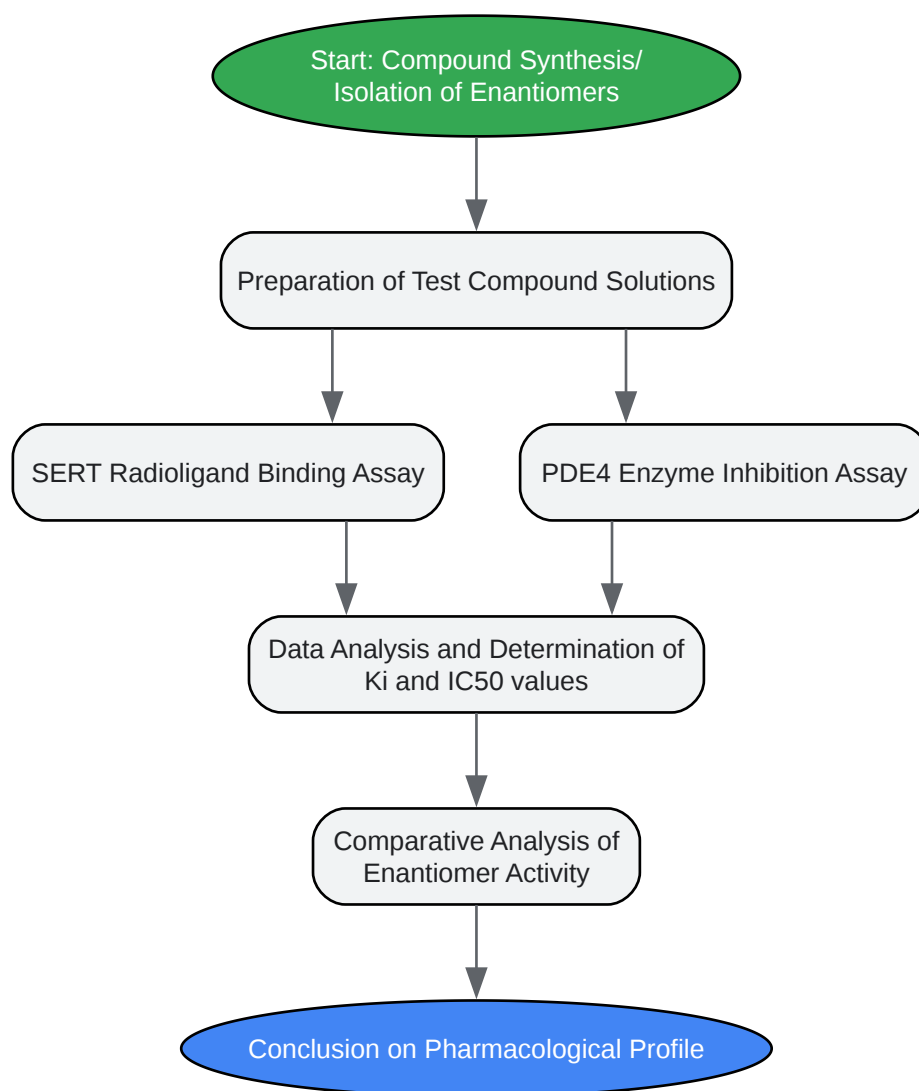 Start: Compound Synthesis/
Isolation of Enantiomers
Preparation of Test Compound Solutions
SERT Radioligand Binding Assay
PDE4 Enzyme Inhibition Assay
Data Analysis and Determination of
Ki and IC50 values
Comparative Analysis of
Enantiomer Activity
Conclusion on Pharmacological Profile